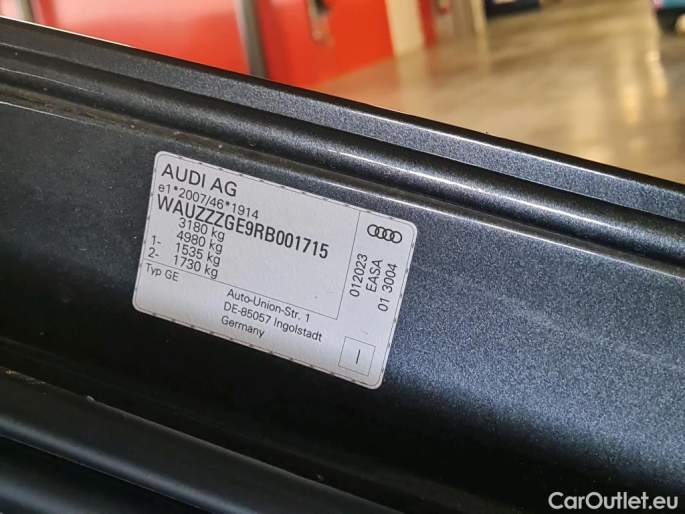 AUDI AG
e1*2007/46*1914
WAUZZZGE9RB001715
3180 kg
4980 kg
1- 1535 kg
2- 1730 kg
Typ GE
Auto-Union-Str. 1
DE-85057 Ingolstadt
Germany
012023
EASA
01 3004
I
CarOutlet.eu